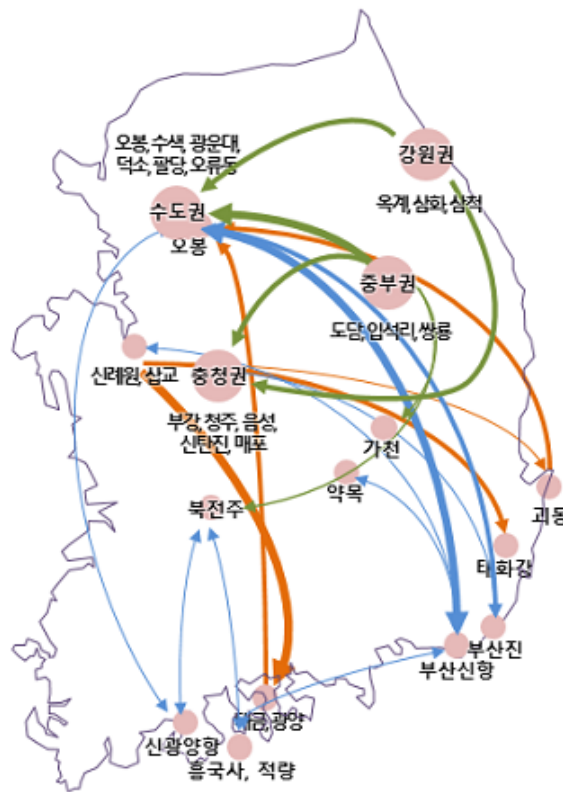 오봉, 수색, 광운대,
덕소, 팔당, 오류동
강원권
옥계, 삼화, 삼척
수도권
오봉
중부권
도담, 입석리, 쌍룡
신례원, 삽교
충청권
부강, 청주, 음성,
신탄진, 매포
가천
약목
북전주
괴동
태화강
부산진
부산신항
광양
신광양항
흥국사, 적량